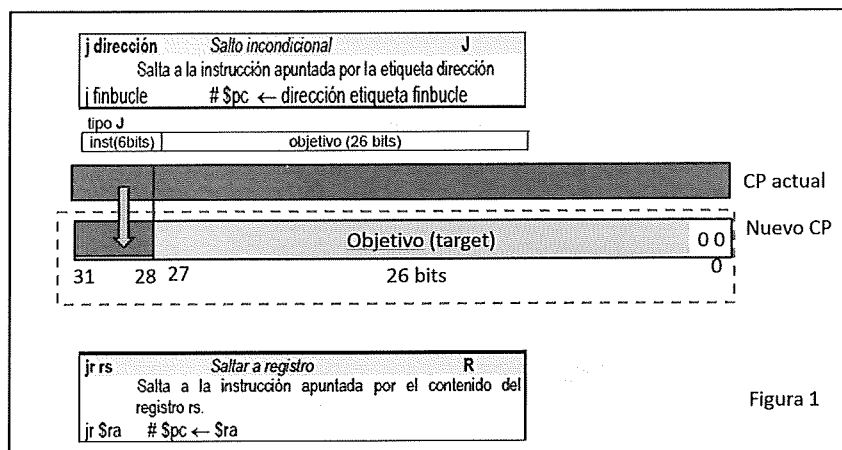 j dirección Salto incondicional J
Salta a la instrucción apuntada por la etiqueta dirección
j finbucle # $pc ← dirección etiqueta finbucle
tipo J
inst(6bits) objetivo (26 bits)
CP actual
Nuevo CP
Objetivo (target) 0 0
31 28 27 26 bits 0
jr rs Saltar a registro R
Salta a la instrucción apuntada por el contenido del
registro rs.
jr $ra # $pc ← $ra
Figura 1